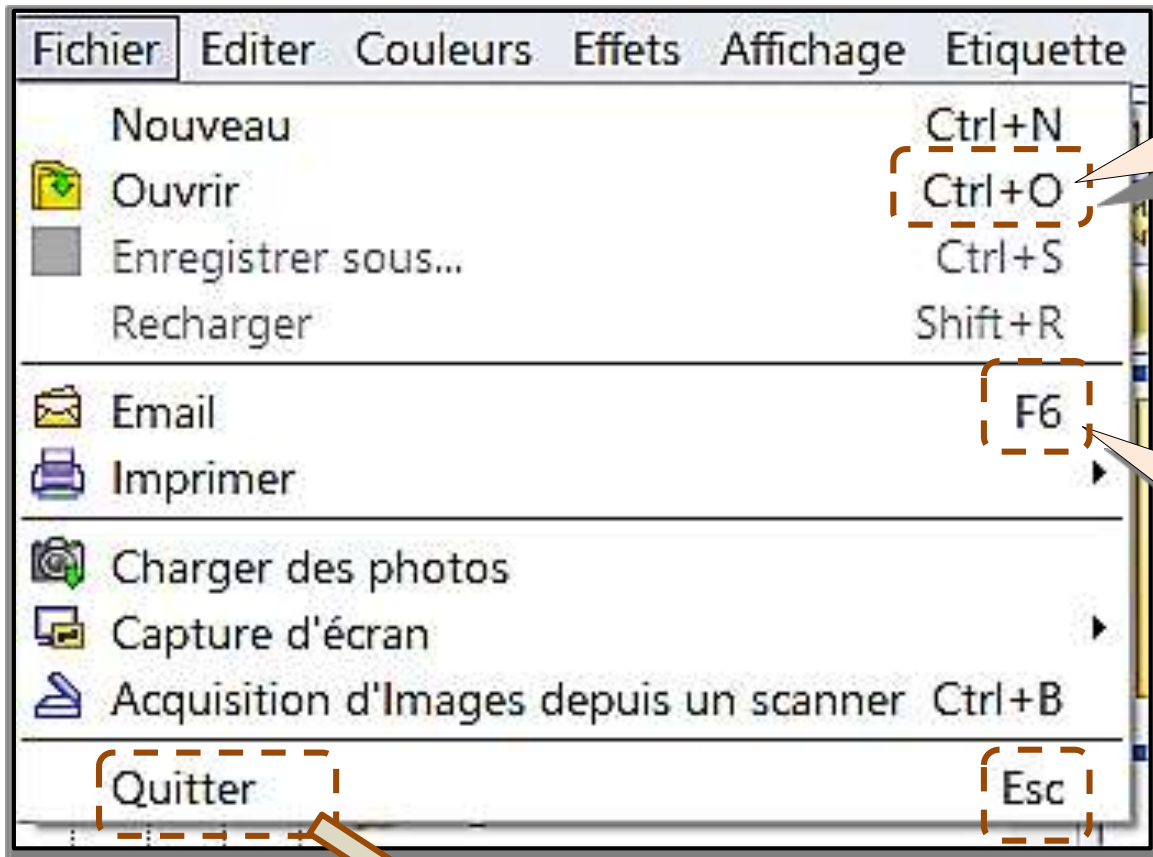 Fichier Editer Couleurs Effets Affichage Etiquette
Nouveau Ctrl+N
Ouvrir Ctrl+O
Enregistrer sous... Ctrl+S
Recharger Shift+R
Email F6
Imprimer
Charger des photos
Capture d'écran
Acquisition d'Images depuis un scanner Ctrl+B
Quitter Esc